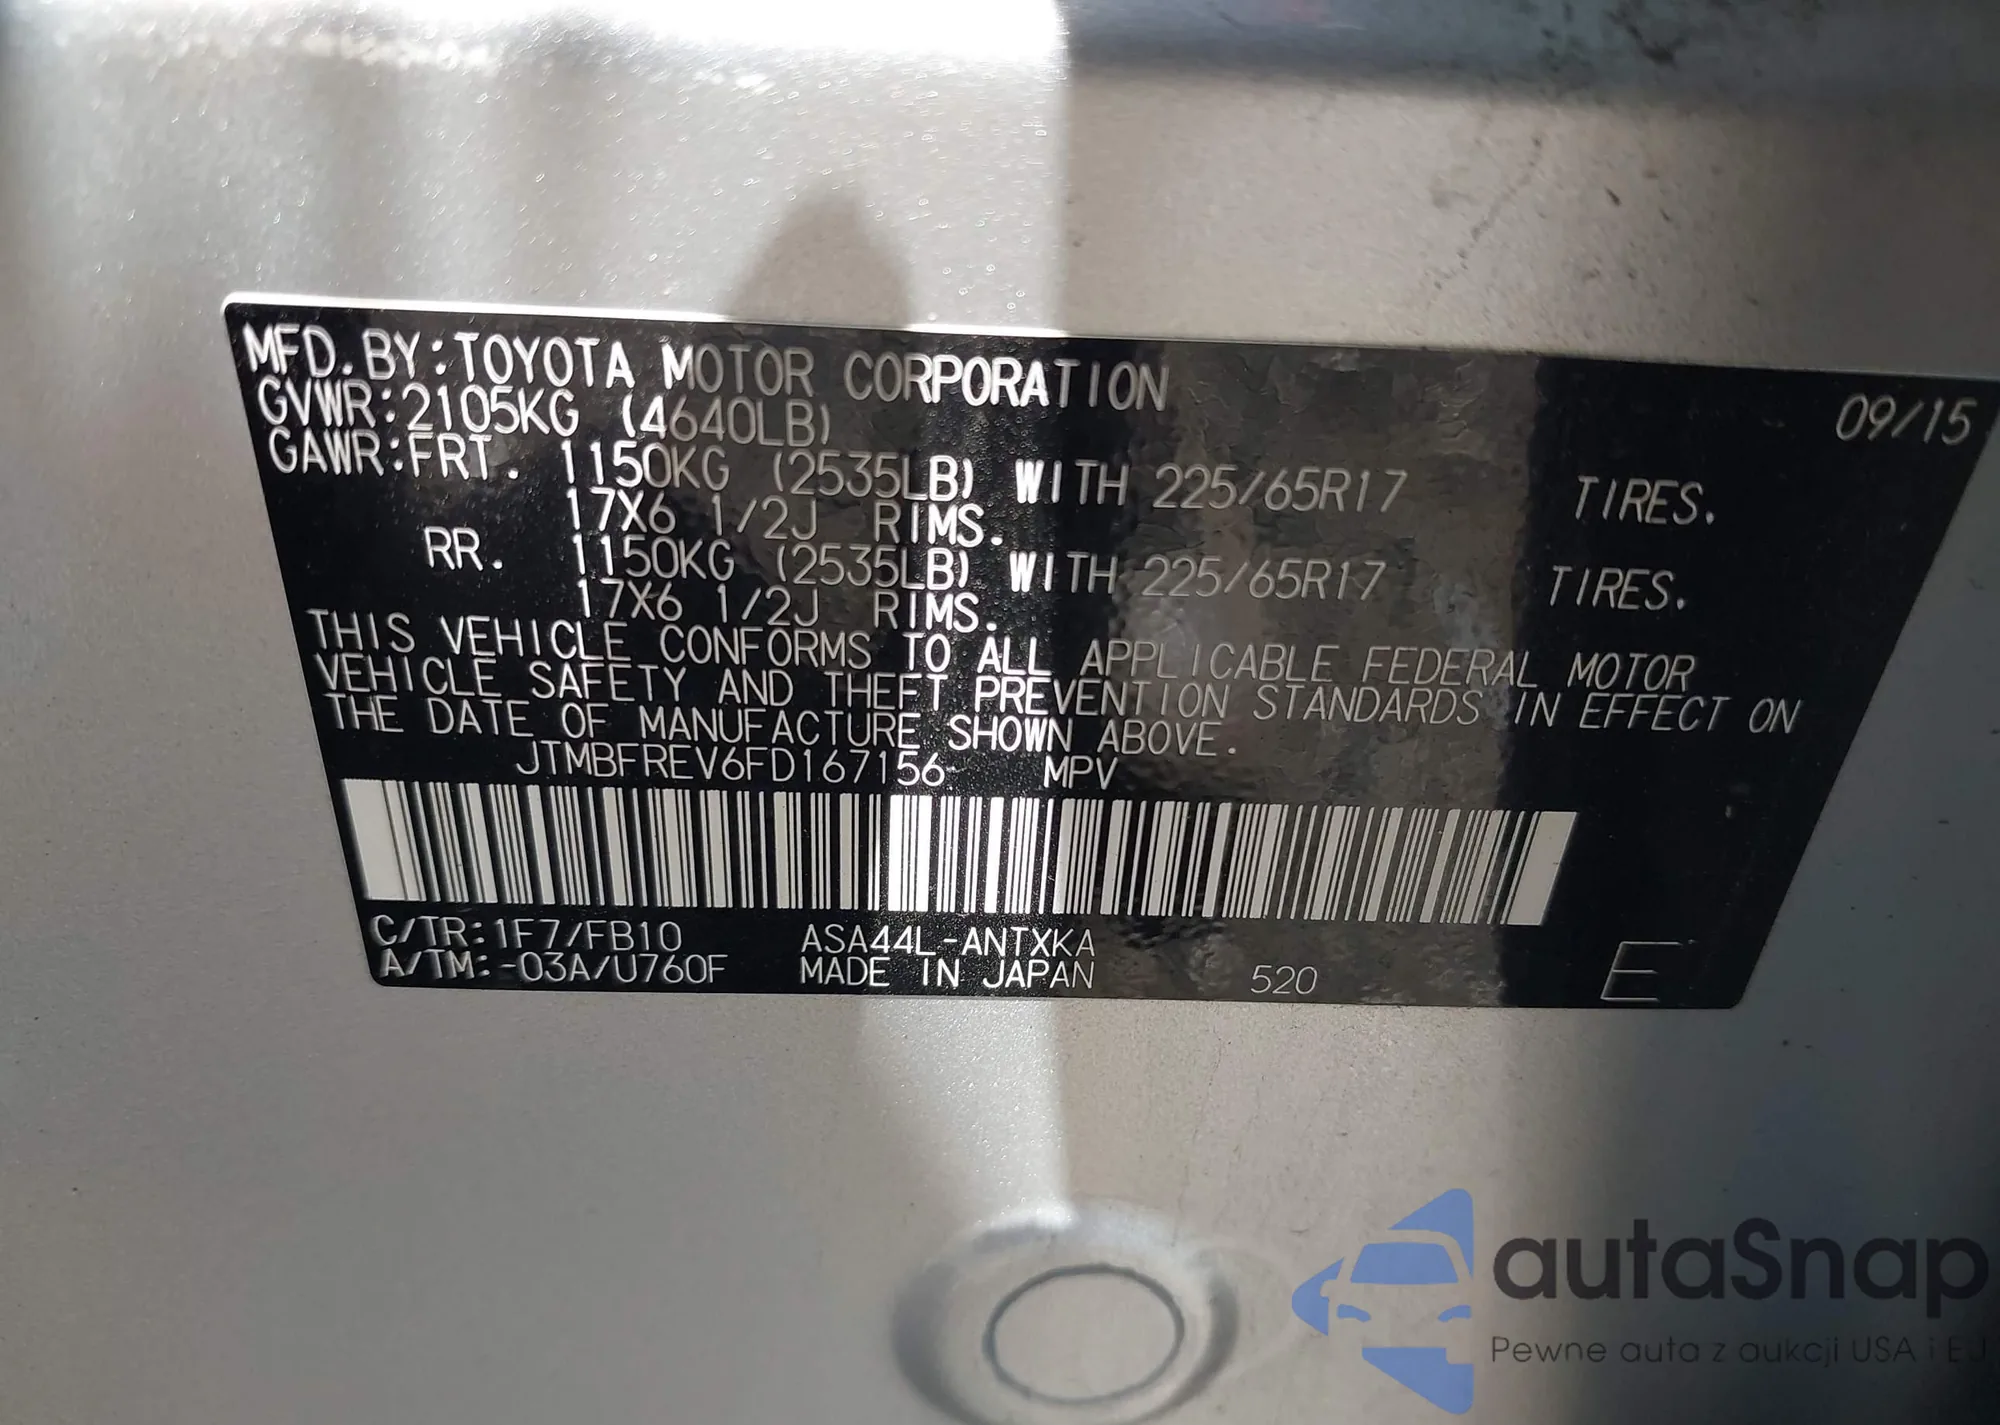 MFD. BY:TOYOTA MOTOR CORPORATION 09/15
GVWR:2105KG (4640LB)
GAWR:FRT. 1150KG (2535LB) WITH 225/65R17 TIRES.
17X6 1/2J RIMS.
RR. 1150KG (2535LB) WITH 225/65R17 TIRES.
17X6 1/2J RIMS.
THIS VEHICLE CONFORMS TO ALL APPLICABLE FEDERAL MOTOR
VEHICLE SAFETY AND THEFT PREVENTION STANDARDS IN EFFECT ON
THE DATE OF MANUFACTURE SHOWN ABOVE.
JTMBFREV6FD167156 MPV
C/TR:1F7/FB10 ASA44L-ANTXKA
A/TM:-03A/U760F MADE IN JAPAN 520 E
autaSnap
Pewne auta z aukcji USA i EU